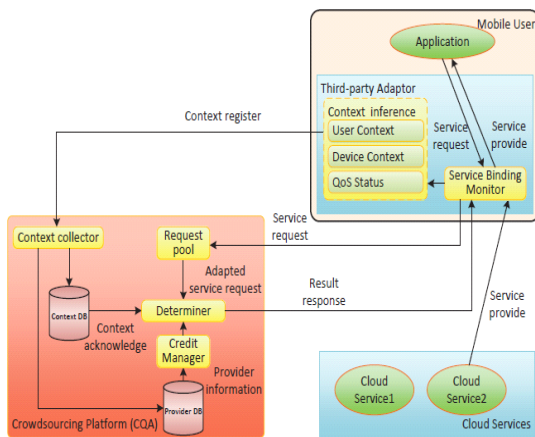 Mobile User
Application
Third-party Adaptor
Context inference
User Context
Device Context
QoS Status
Service
request
Service
provide
Service Binding
Monitor
Context register
Service
request
Context collector
Request
pool
Adapted
service request
Result
response
Service
provide
Context DB
Determiner
Context
acknowledge
Credit
Manager
Provider
information
Provider DB
Crowdsourcing Platform (CQA)
Cloud
Service1
Cloud
Service2
Cloud Services